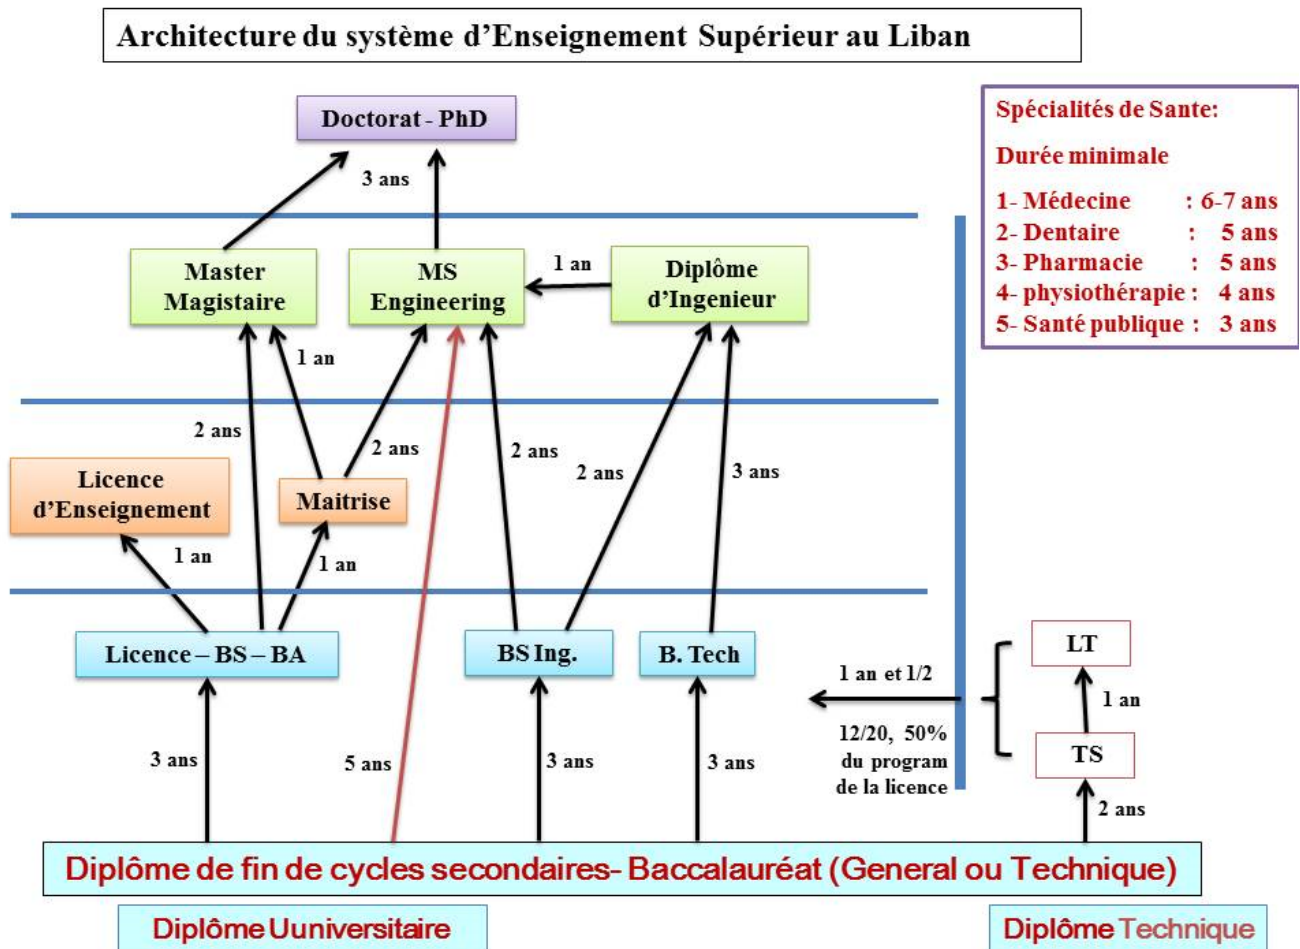 Architecture du système d'Enseignement Supérieur au Liban
Doctorat - PhD
3 ans
Spécialités de Sante:
Durée minimale
1- Médecine : 6-7 ans
2- Dentaire : 5 ans
3- Pharmacie : 5 ans
4- physiothérapie : 4 ans
5- Santé publique : 3 ans
Master
Magistaire
MS
Engineering
1 an
Diplôme
d'Ingenieur
1 an
2 ans
2 ans
2 ans
2 ans
3 ans
Licence
d'Enseignement
Maitrise
1 an
1 an
Licence – BS – BA
BS Ing.
B. Tech
LT
1 an et 1/2
1 an
12/20, 50%
du program
de la licence
TS
3 ans
5 ans
3 ans
3 ans
2 ans
Diplôme de fin de cycles secondaires- Baccalauréat (General ou Technique)
Diplôme Uuniversitaire
Diplôme Technique